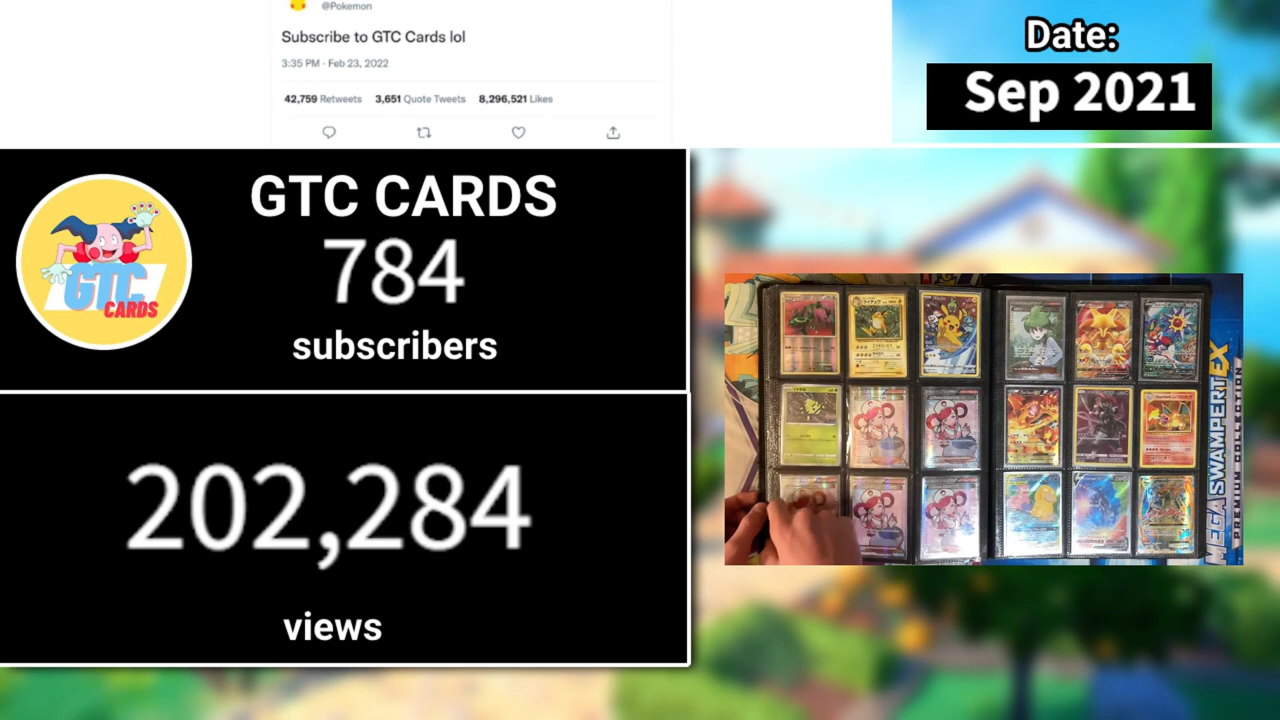 @Pokemon
Subscribe to GTC Cards lol
3:35 PM · Feb 23, 2022
42,759 Retweets 3,651 Quote Tweets 8,296,521 Likes
Date:
Sep 2021
GTC CARDS
784
subscribers
GTC
CARDS
202,284
views
MEGA SWAMPERT EX
PREMIUM COLLECTION